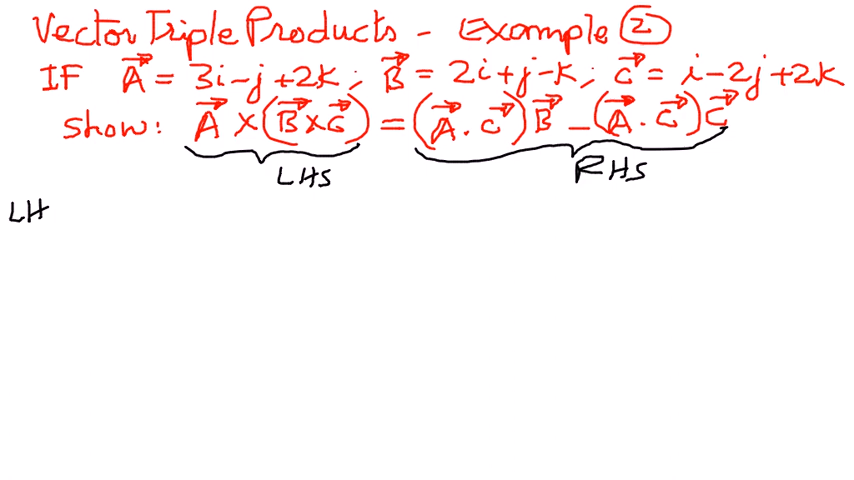 Vector Triple Products - Example ②
IF A⃗ = 3i-j+2k; B⃗ = 2i+j-k; C⃗ = i-2j+2k
show: A⃗ × (B⃗ × C⃗) = (A⃗ . C⃗) B⃗ - (A⃗ . C⃗) C⃗
LHS RHS
LH